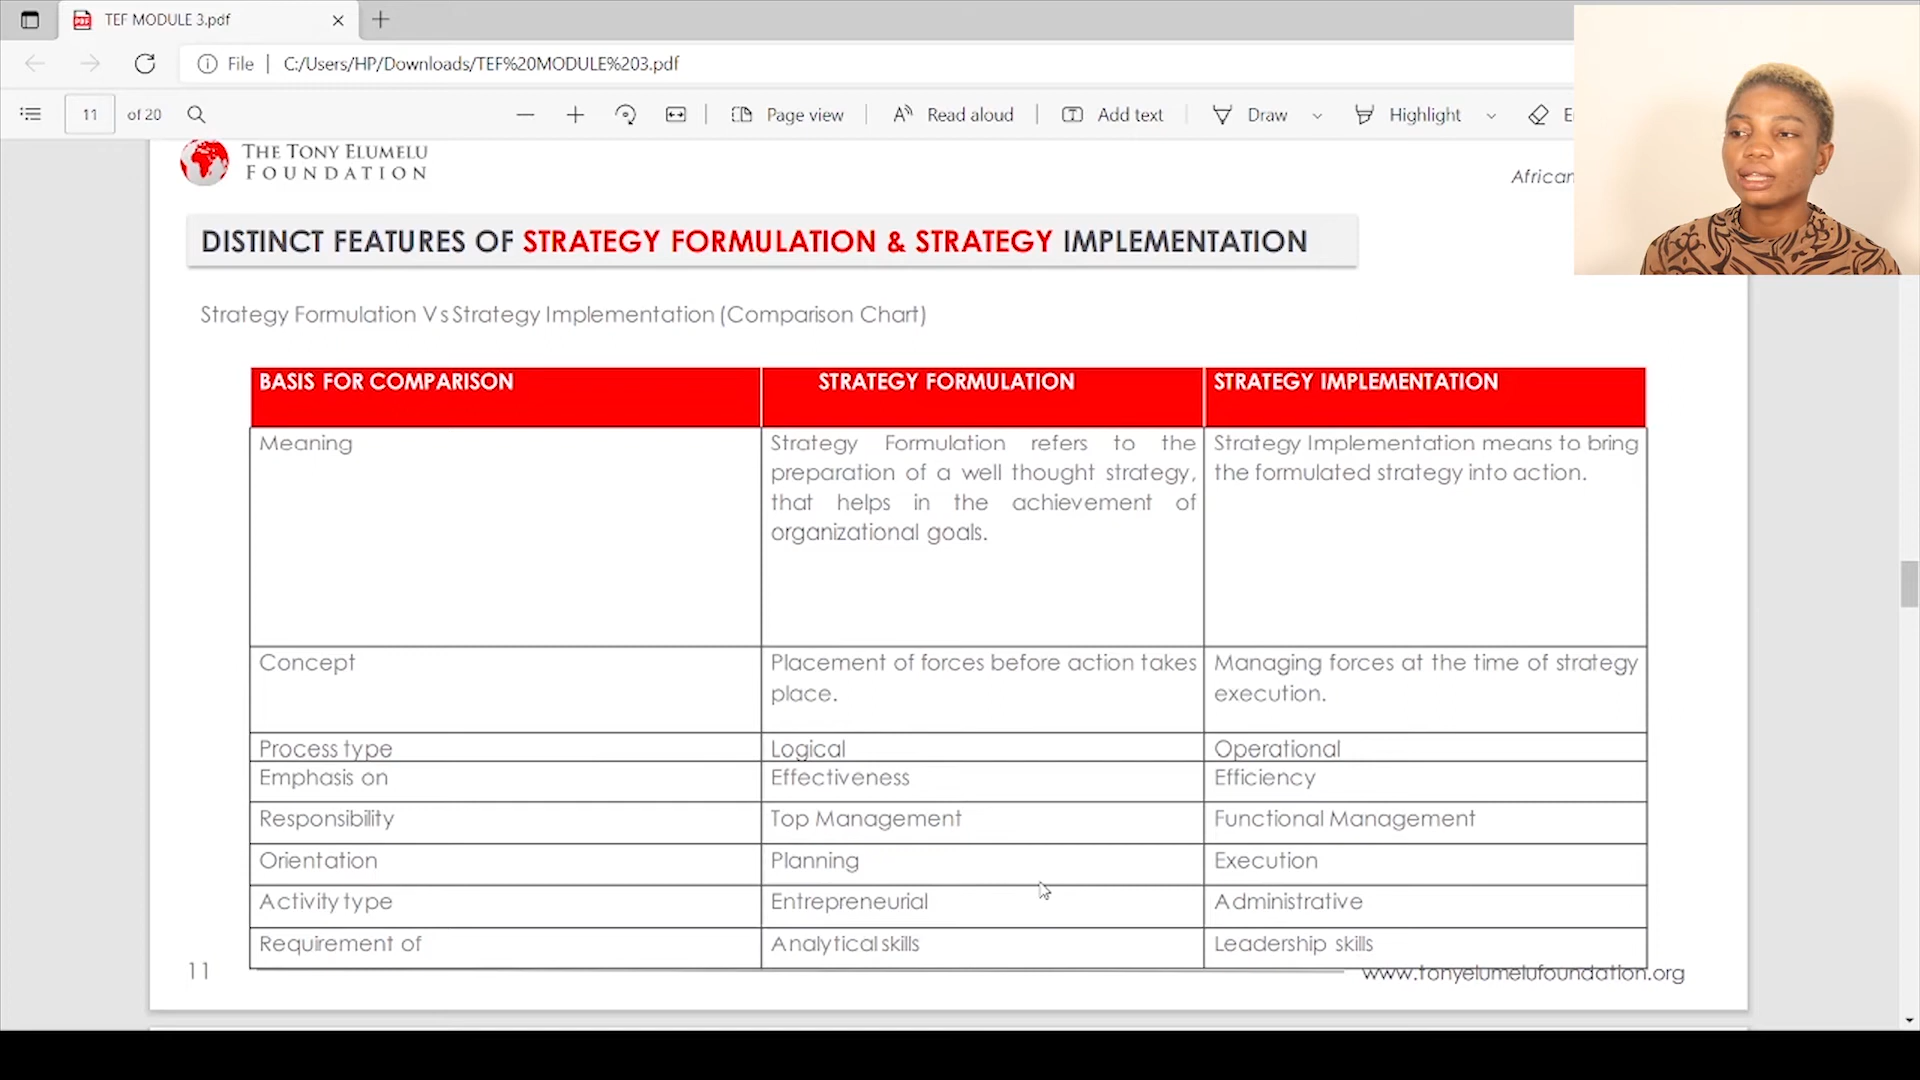 TEF MODULE 3.pdf
File
C:/Users/HP/Downloads/TEF%20MODULE%203.pdf
11 of 20
Page view
Read aloud
Add text
Draw
Highlight
THE TONY ELUMELU
FOUNDATION
African
DISTINCT FEATURES OF STRATEGY FORMULATION & STRATEGY IMPLEMENTATION
Strategy Formulation Vs Strategy Implementation (Comparison Chart)
BASIS FOR COMPARISON
STRATEGY FORMULATION
STRATEGY IMPLEMENTATION
Meaning
Strategy Formulation refers to the
preparation of a well thought strategy,
that helps in the achievement of
organizational goals.
Strategy Implementation means to bring
the formulated strategy into action.
Concept
Placement of forces before action takes
place.
Managing forces at the time of strategy
execution.
Process type
Logical
Operational
Emphasis on
Effectiveness
Efficiency
Responsibility
Top Management
Functional Management
Orientation
Planning
Execution
Activity type
Entrepreneurial
Administrative
Requirement of
Analytical skills
Leadership skills
11
www.tonyelumelufoundation.org